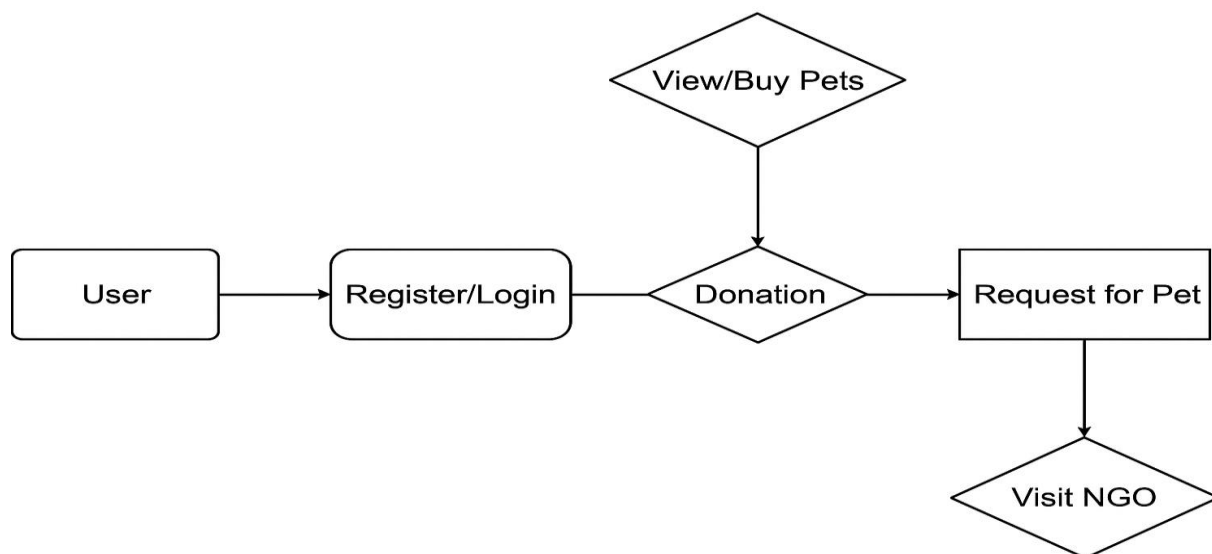 View/Buy Pets
User
Register/Login
Donation
Request for Pet
Visit NGO